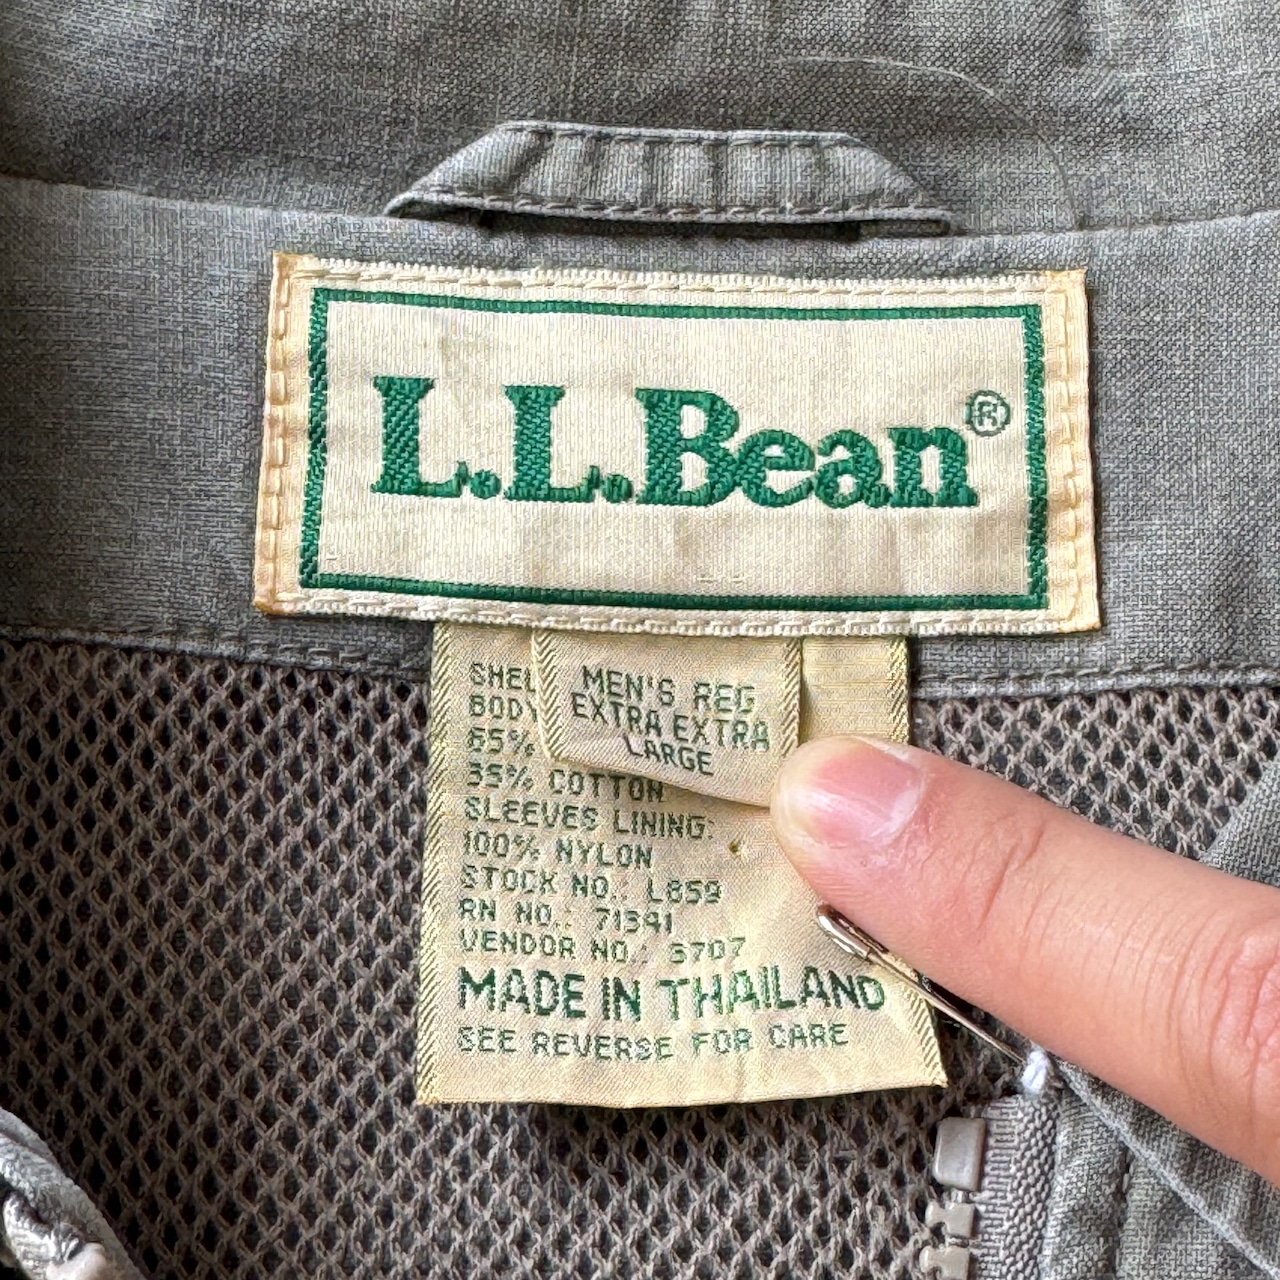 L.L.Bean®
MEN'S REG
EXTRA EXTRA
LARGE
SHEL
BODY
65%
35% COTTON
SLEEVES LINING:
100% NYLON
STOCK NO.: L859
RN NO.: 71341
VENDOR NO.: 5707
MADE IN THAILAND
SEE REVERSE FOR CARE